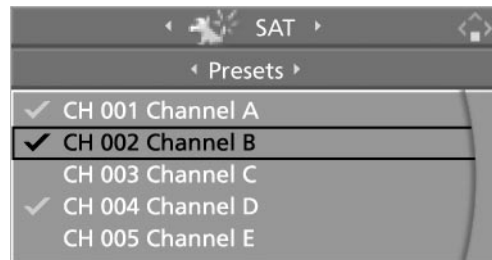 SAT
Presets
CH 001 Channel A
CH 002 Channel B
CH 003 Channel C
CH 004 Channel D
CH 005 Channel E